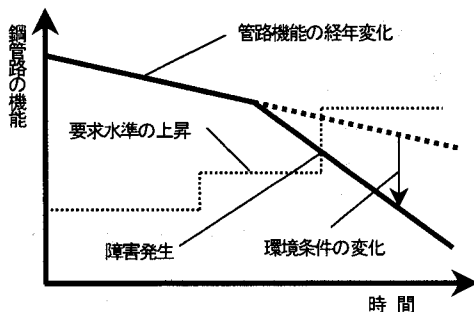 鋼管路の機能
管路機能の経年変化
要求水準の上昇
障害発生
環境条件の変化
時 間